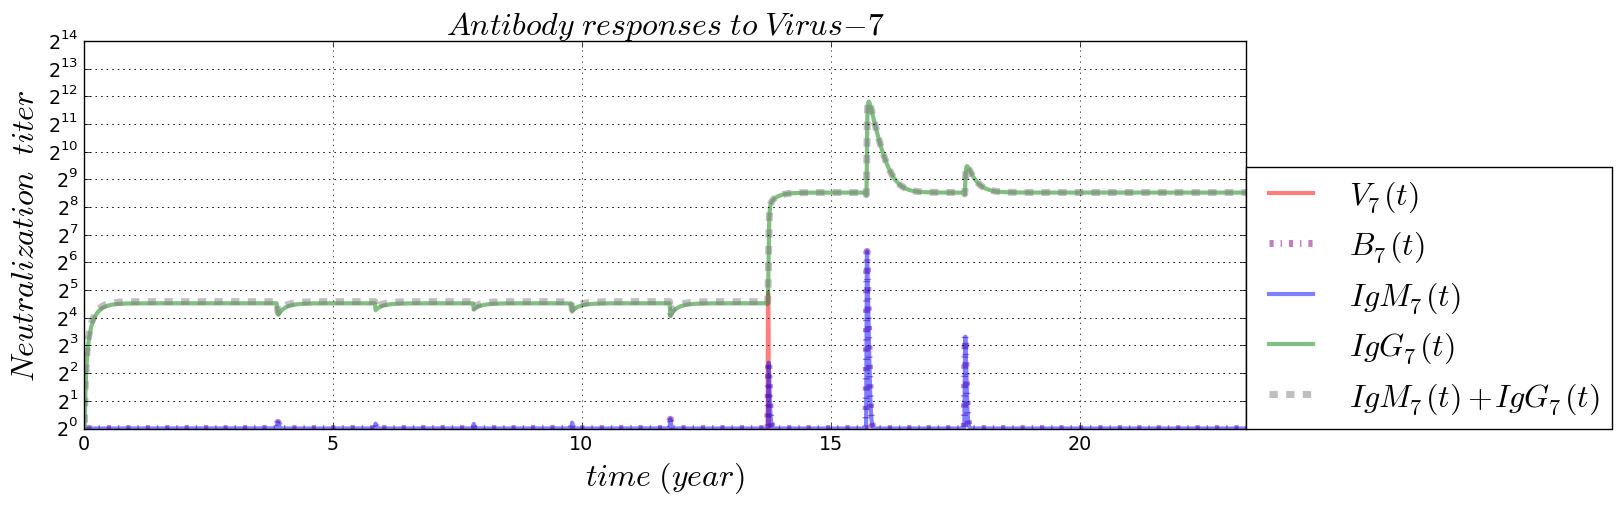 Antibody responses to Virus−7
2^14
2^13
2^12
2^11
2^10
2^9
2^8
2^7
2^6
2^5
2^4
2^3
2^2
2^1
2^0
Neutralization titer
0 5 10 15 20
time (year)
V_7(t)
B_7(t)
IgM_7(t)
IgG_7(t)
IgM_7(t)+IgG_7(t)